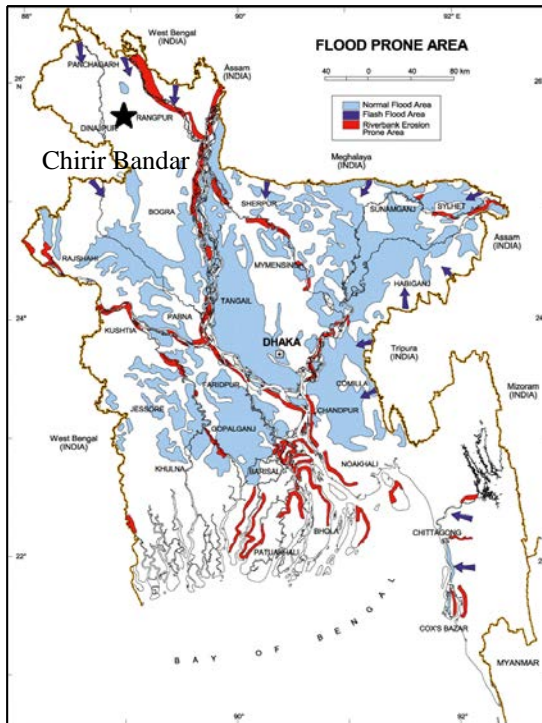 88°
90°
92° E
West Bengal
(INDIA)
FLOOD PRONE AREA
PANCHAGARH
Assam
(INDIA)
40 0 40 80 km
26°
N
26
DINAJPUR
RANGPUR
Normal Flood Area
Flash Flood Area
Riverbank Erosion
Prone Area
Chirir Bandar
Meghalaya
(INDIA)
SHERPUR
SUNAMGANJ
SYLHET
BOGRA
Assam
(INDIA)
MYMENSINGH
RAJSHAHI
HABIGANJ
TANGAIL
PABNA
24°
24
KUSHTIA
DHAKA
Tripura
(INDIA)
Mizoram
(INDIA)
FARIDPUR
COMILLA
JESSORE
CHANDPUR
GOPALGANJ
West Bengal
(INDIA)
KHULNA
BARISAL
NOAKHALI
BHOLA
CHITTAGONG
PATUAKHALI
22°
COX'S BAZAR
BAY OF BENGAL
MYANMAR
90°
92°